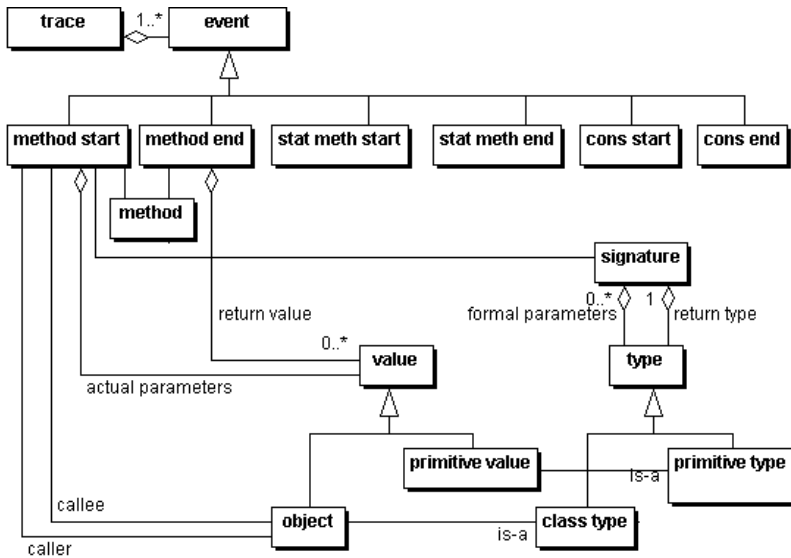 trace
1..*
event
method start
method end
stat meth start
stat meth end
cons start
cons end
method
signature
0..*
1
formal parameters
return type
return value
0..*
value
type
actual parameters
primitive value
is-a
primitive type
callee
object
is-a
class type
caller